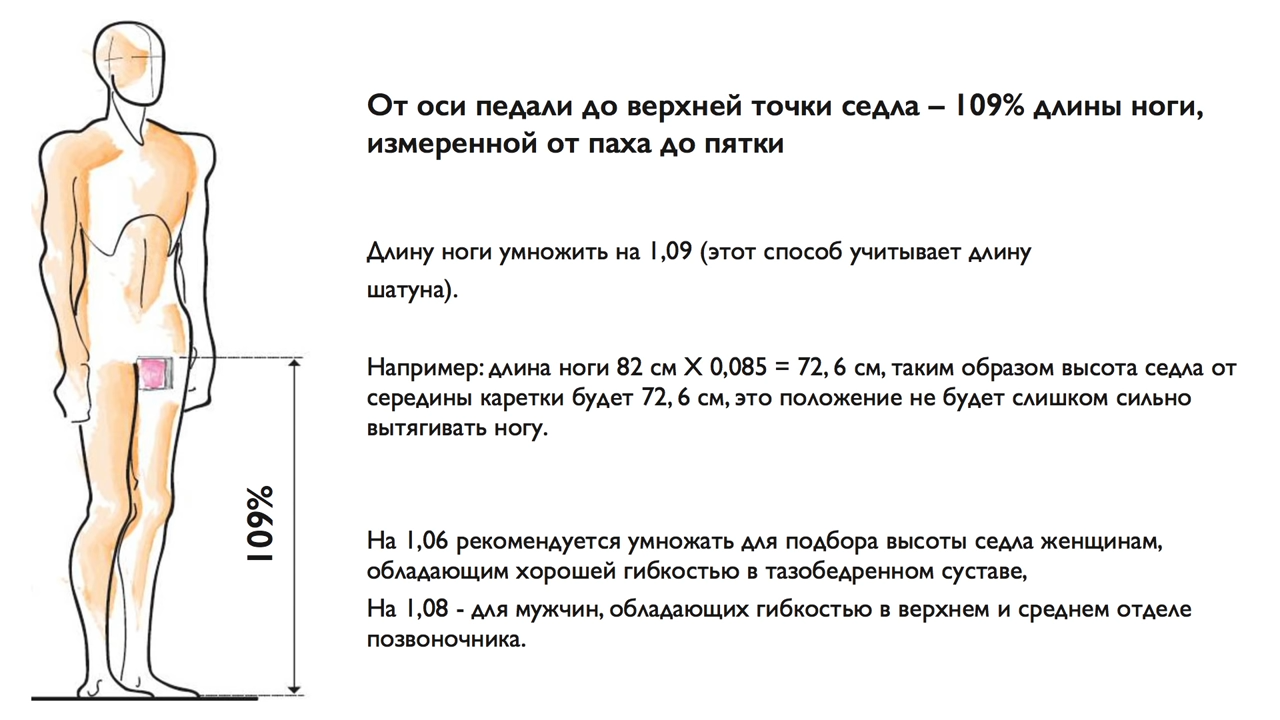 От оси педали до верхней точки седла – 109% длины ноги,
измеренной от паха до пятки
Длину ноги умножить на 1,09 (этот способ учитывает длину
шатуна).
Например: длина ноги 82 см X 0,085 = 72, 6 см, таким образом высота седла от
середины каретки будет 72, 6 см, это положение не будет слишком сильно
вытягивать ногу.
109%
На 1,06 рекомендуется умножать для подбора высоты седла женщинам,
обладающим хорошей гибкостью в тазобедренном суставе,
На 1,08 - для мужчин, обладающих гибкостью в верхнем и среднем отделе
позвоночника.